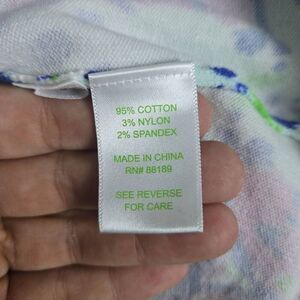 95% COTTON
3% NYLON
2% SPANDEX
MADE IN CHINA
RN# 88189
SEE REVERSE
FOR CARE